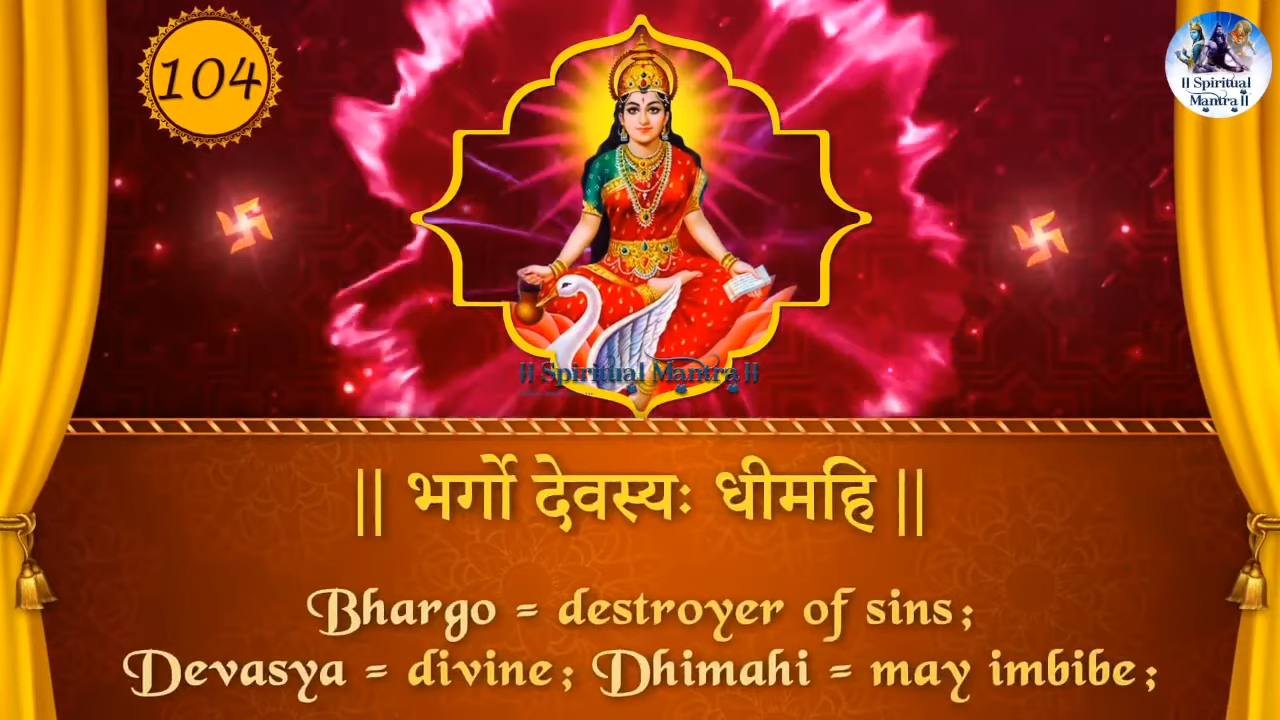 104
|| Spiritual
Mantra ||
|| Spiritual Mantra ||
|| भर्गो देवस्यः धीमहि ||
Bhargo = destroyer of sins;
Devasya = divine; Dhimahi = may imbibe;